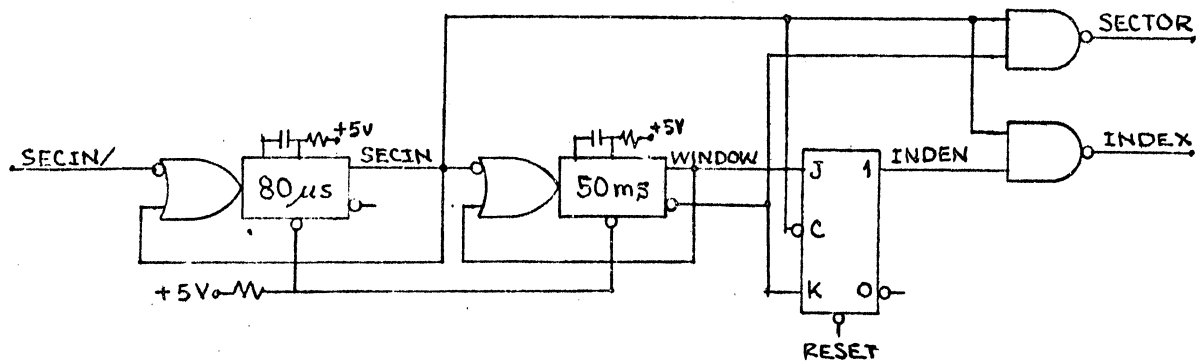 SECTOR
+5V
+5V
SECIN/
SECIN
WINDOW
INDEN
INDEX
80µs
50ms
J
1
C
+5V
K
0
RESET